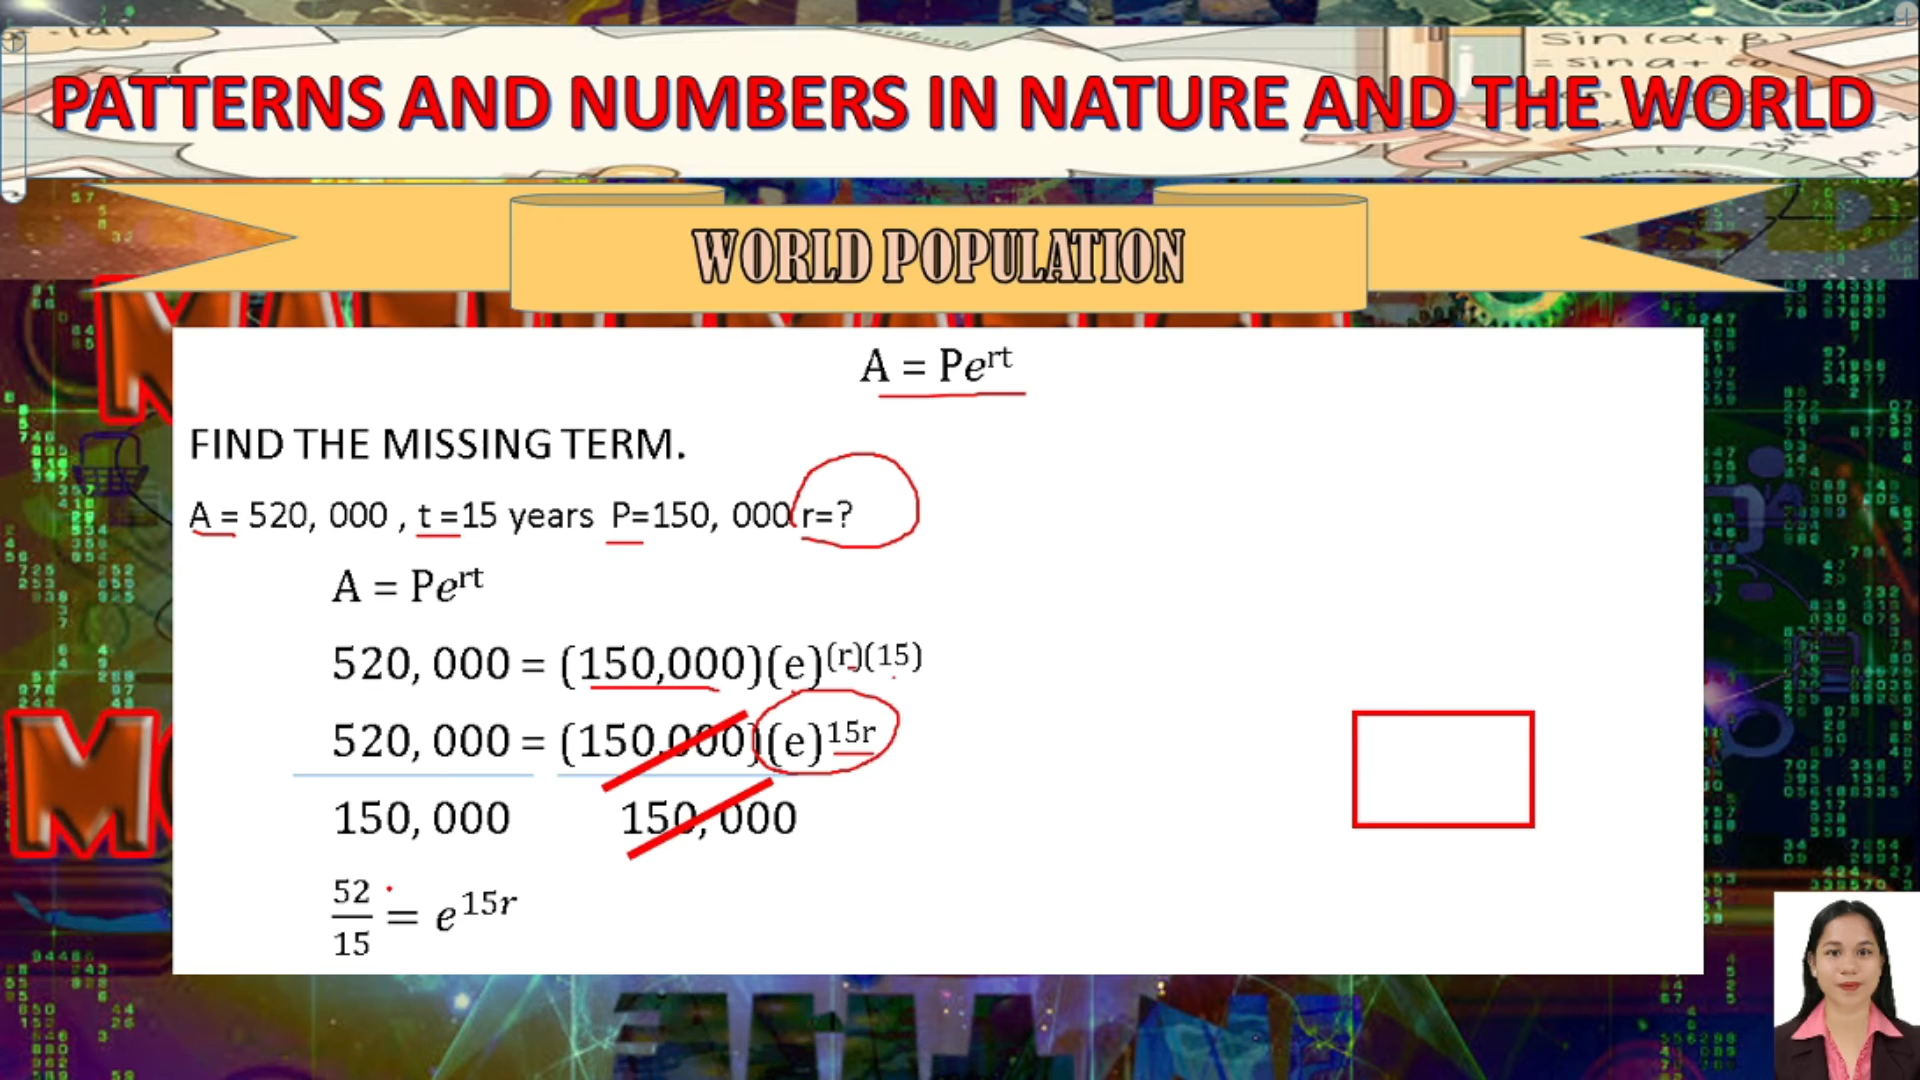 PATTERNS AND NUMBERS IN NATURE AND THE WORLD
WORLD POPULATION
A = Pe^rt
FIND THE MISSING TERM.
A = 520, 000 , t =15 years P=150, 000 r=?
A = Pe^rt
520, 000 = (150,000)(e)^(r)(15)
520, 000 = (150,000)(e)^15r
150, 000 150, 000
52/15 = e^15r